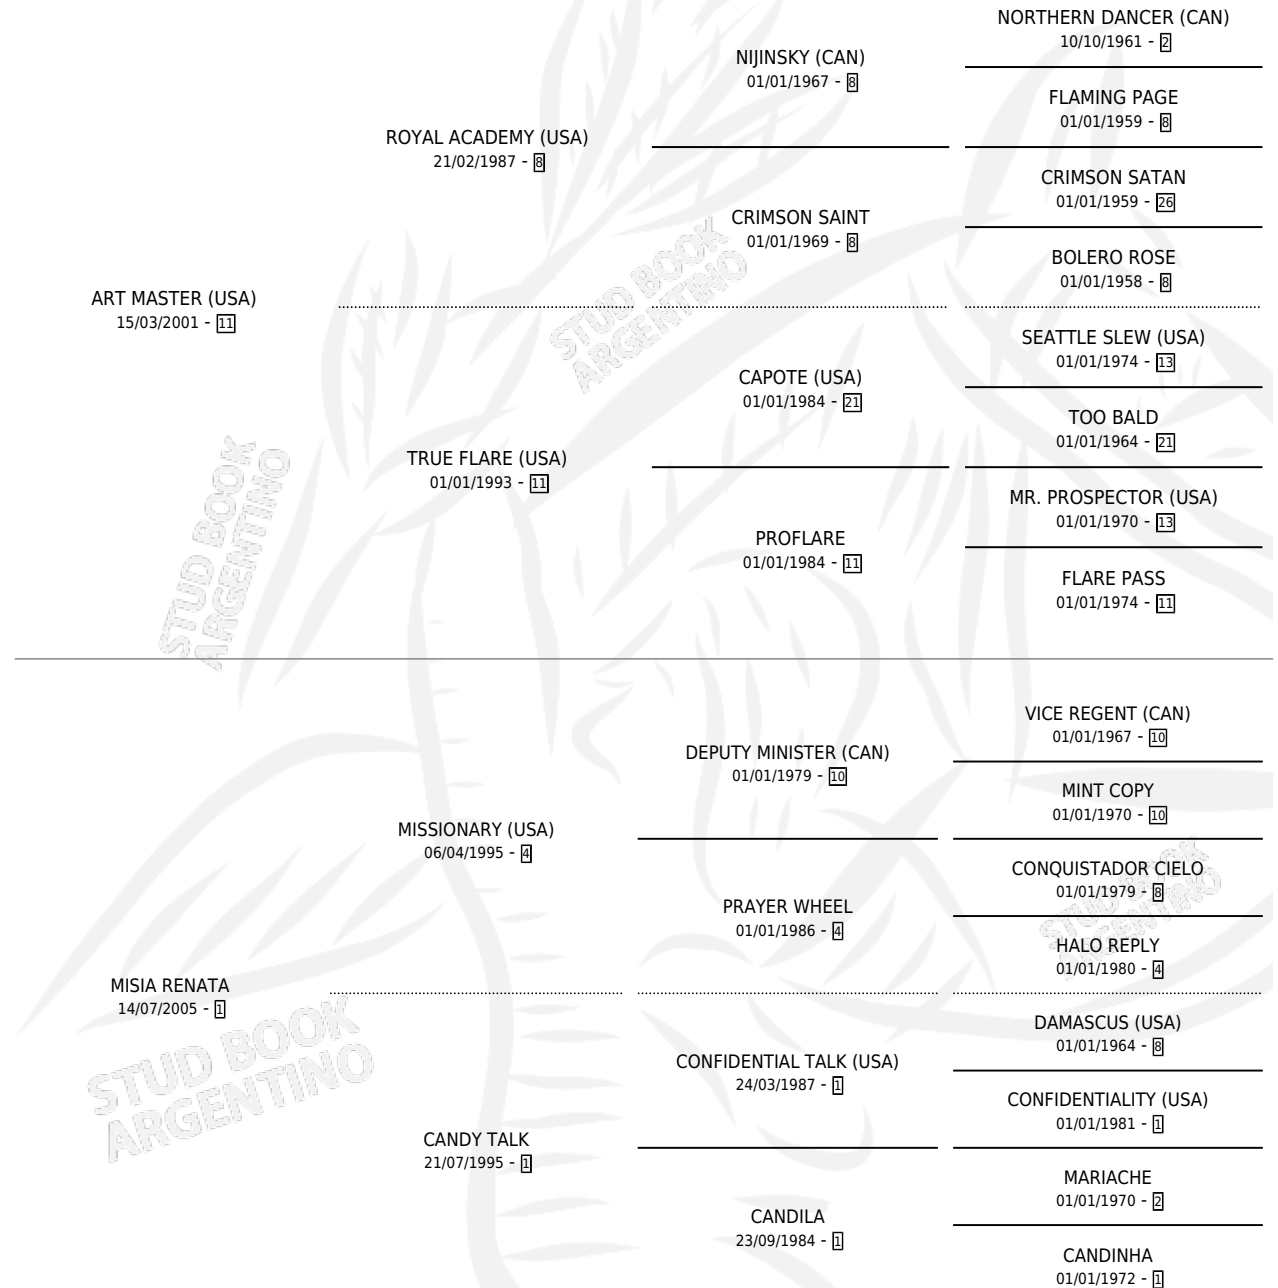 NORTHERN DANCER (CAN)
10/10/1961 - 2
NIJINSKY (CAN)
01/01/1967 - 8
FLAMING PAGE
01/01/1959 - 8
ROYAL ACADEMY (USA)
21/02/1987 - 8
CRIMSON SATAN
01/01/1959 - 26
CRIMSON SAINT
01/01/1969 - 8
BOLERO ROSE
01/01/1958 - 8
ART MASTER (USA)
15/03/2001 - 11
STUD BOOK
ARGENTINO
SEATTLE SLEW (USA)
01/01/1974 - 13
CAPOTE (USA)
01/01/1984 - 21
TOO BALD
01/01/1964 - 21
TRUE FLARE (USA)
01/01/1993 - 11
MR. PROSPECTOR (USA)
01/01/1970 - 13
PROFLARE
01/01/1984 - 11
FLARE PASS
01/01/1974 - 11
STUD BOOK
ARGENTINO
VICE REGENT (CAN)
01/01/1967 - 10
DEPUTY MINISTER (CAN)
01/01/1979 - 10
MINT COPY
01/01/1970 - 10
MISSIONARY (USA)
06/04/1995 - 4
CONQUISTADOR CIELO
01/01/1979 - 8
PRAYER WHEEL
01/01/1986 - 4
STUD BOOK
ARGENTINO
HALO REPLY
01/01/1980 - 4
MISIA RENATA
14/07/2005 - 1
STUD BOOK
ARGENTINO
DAMASCUS (USA)
01/01/1964 - 8
CONFIDENTIAL TALK (USA)
24/03/1987 - 1
CONFIDENTIALITY (USA)
01/01/1981 - 1
CANDY TALK
21/07/1995 - 1
MARIACHE
01/01/1970 - 2
CANDILA
23/09/1984 - 1
CANDINHA
01/01/1972 - 1